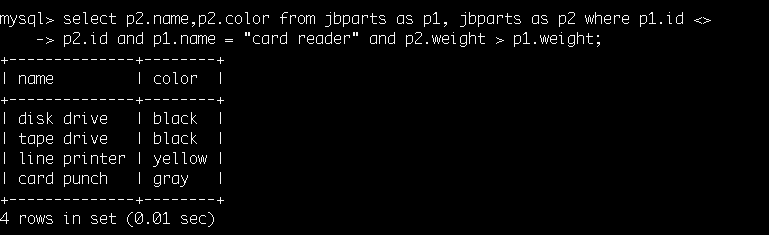 mysql> select p2.name,p2.color from jbparts as p1, jbparts as p2 where p1.id <>
    -> p2.id and p1.name = "card reader" and p2.weight > p1.weight;
+--------------+--------+
| name         | color  |
+--------------+--------+
| disk drive   | black  |
| tape drive   | black  |
| line printer | yellow |
| card punch   | gray   |
+--------------+--------+
4 rows in set (0.01 sec)